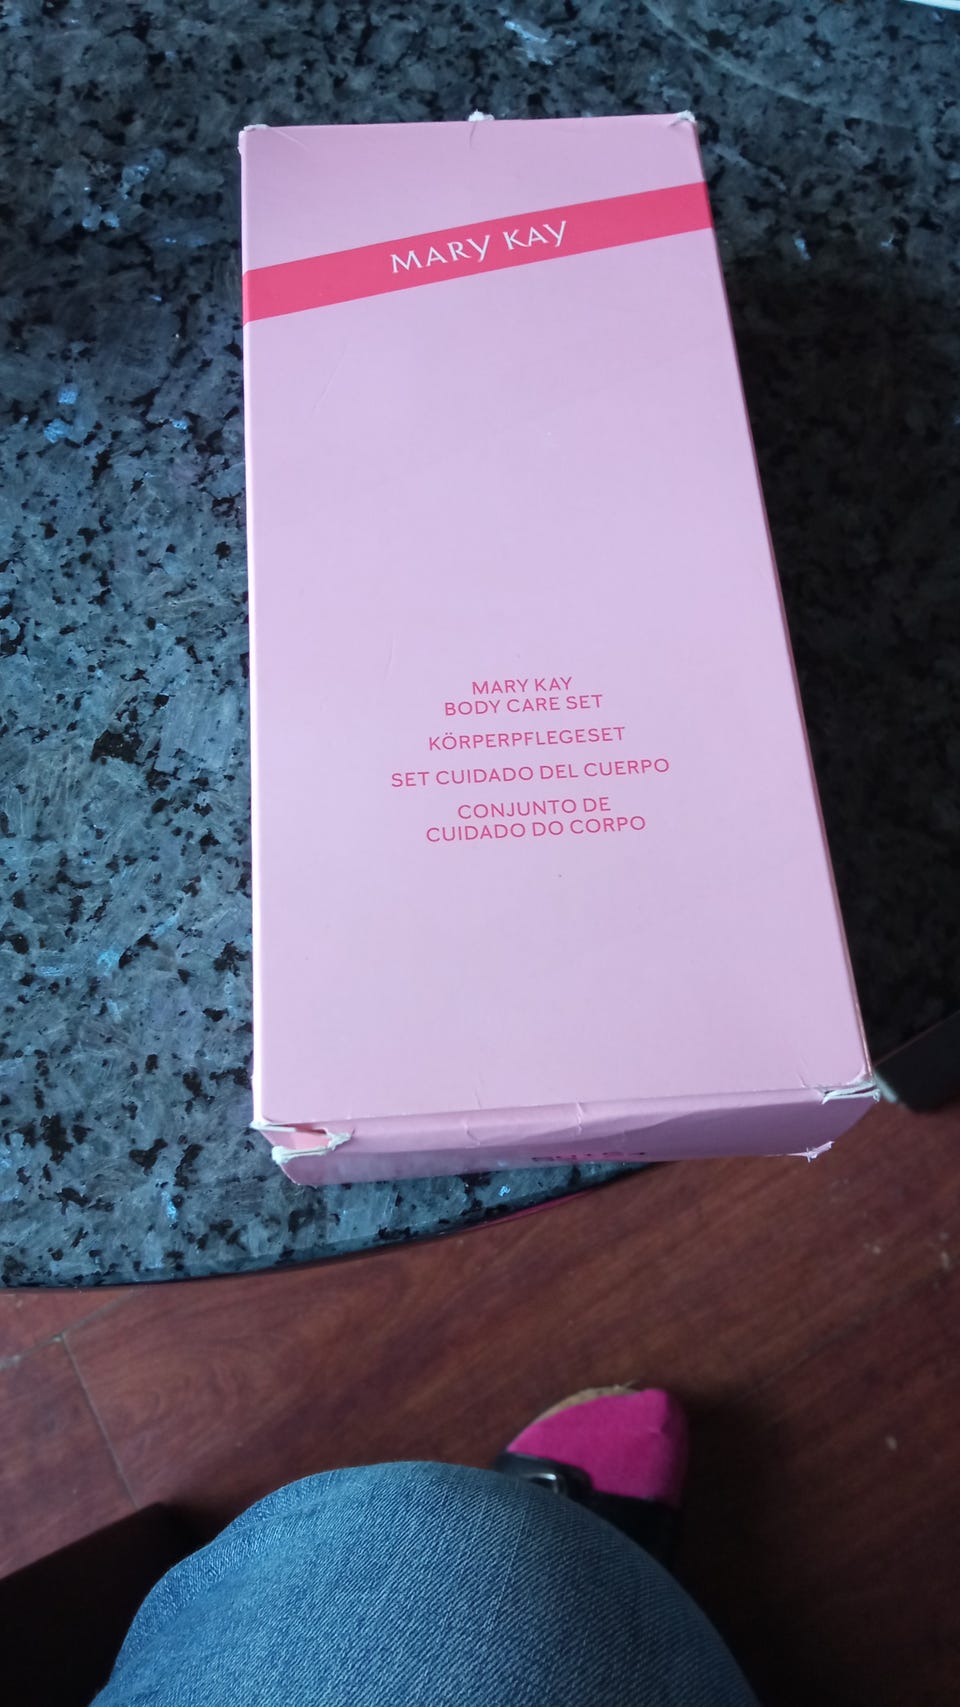 MARY KAY
MARY KAY
BODY CARE SET
KÖRPERPFLEGESET
SET CUIDADO DEL CUERPO
CONJUNTO DE
CUIDADO DO CORPO